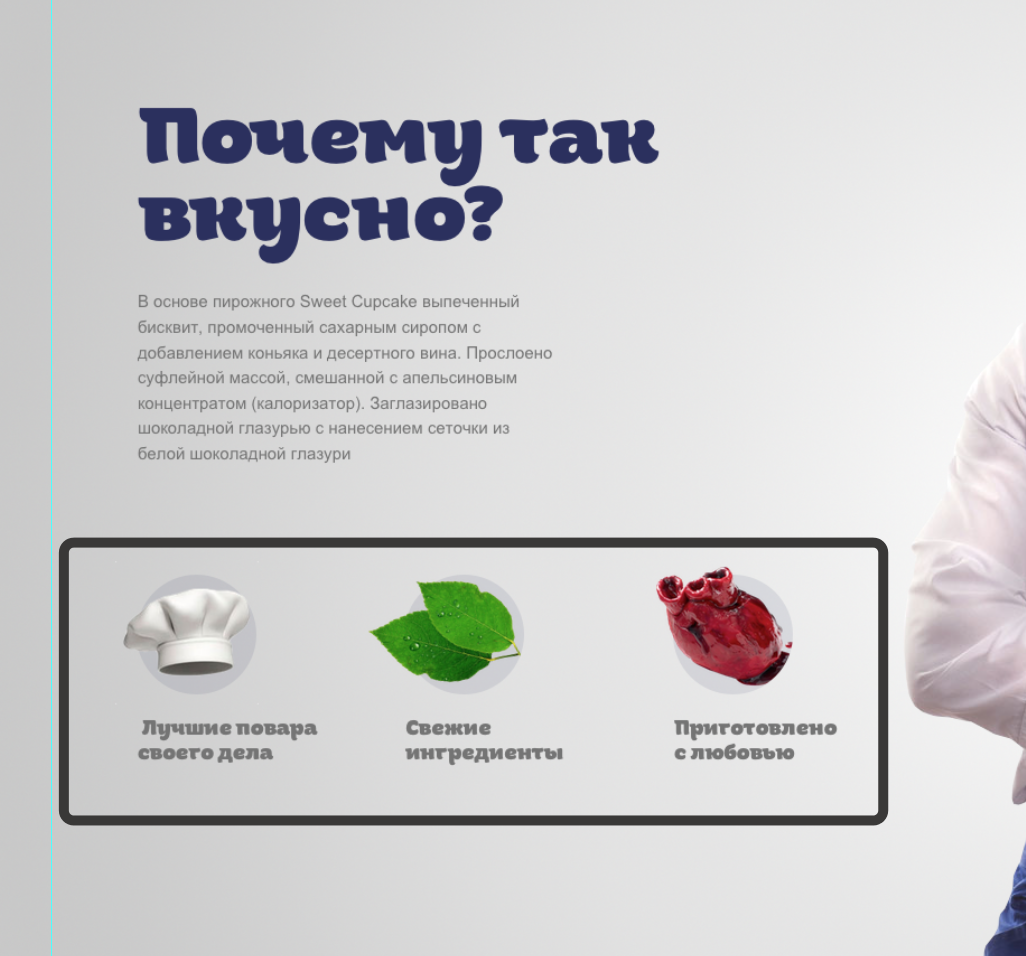 Почему так
вкусно?
В основе пирожного Sweet Cupcake выпеченный
бисквит, промоченный сахарным сиропом с
добавлением коньяка и десертного вина. Прослоено
суфлейной массой, смешанной с апельсиновым
концентратом (калоризатор). Заглазировано
шоколадной глазурью с нанесением сеточки из
белой шоколадной глазури
Лучшие повара
своего дела
Свежие
ингредиенты
Приготовлено
с любовью